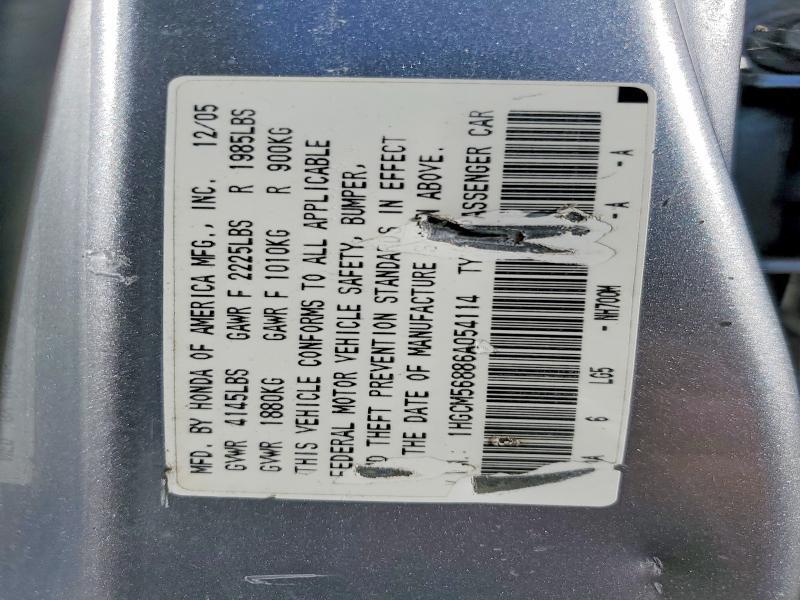 MFD. BY HONDA OF AMERICA MFG., INC. 12/05
GVWR 4145LBS GAWR F 2225LBS R 1985LBS
GVWR 1880KG GAWR F 1010KG R 900KG
THIS VEHICLE CONFORMS TO ALL APPLICABLE
FEDERAL MOTOR VEHICLE SAFETY, BUMPER,
THEFT PREVENTION STANDARDS IN EFFECT
THE DATE OF MANUFACTURE ABOVE.
1HGCM56886A054114 TY ASSENGER CAR
A 6 LG5 - NH700M -A -A